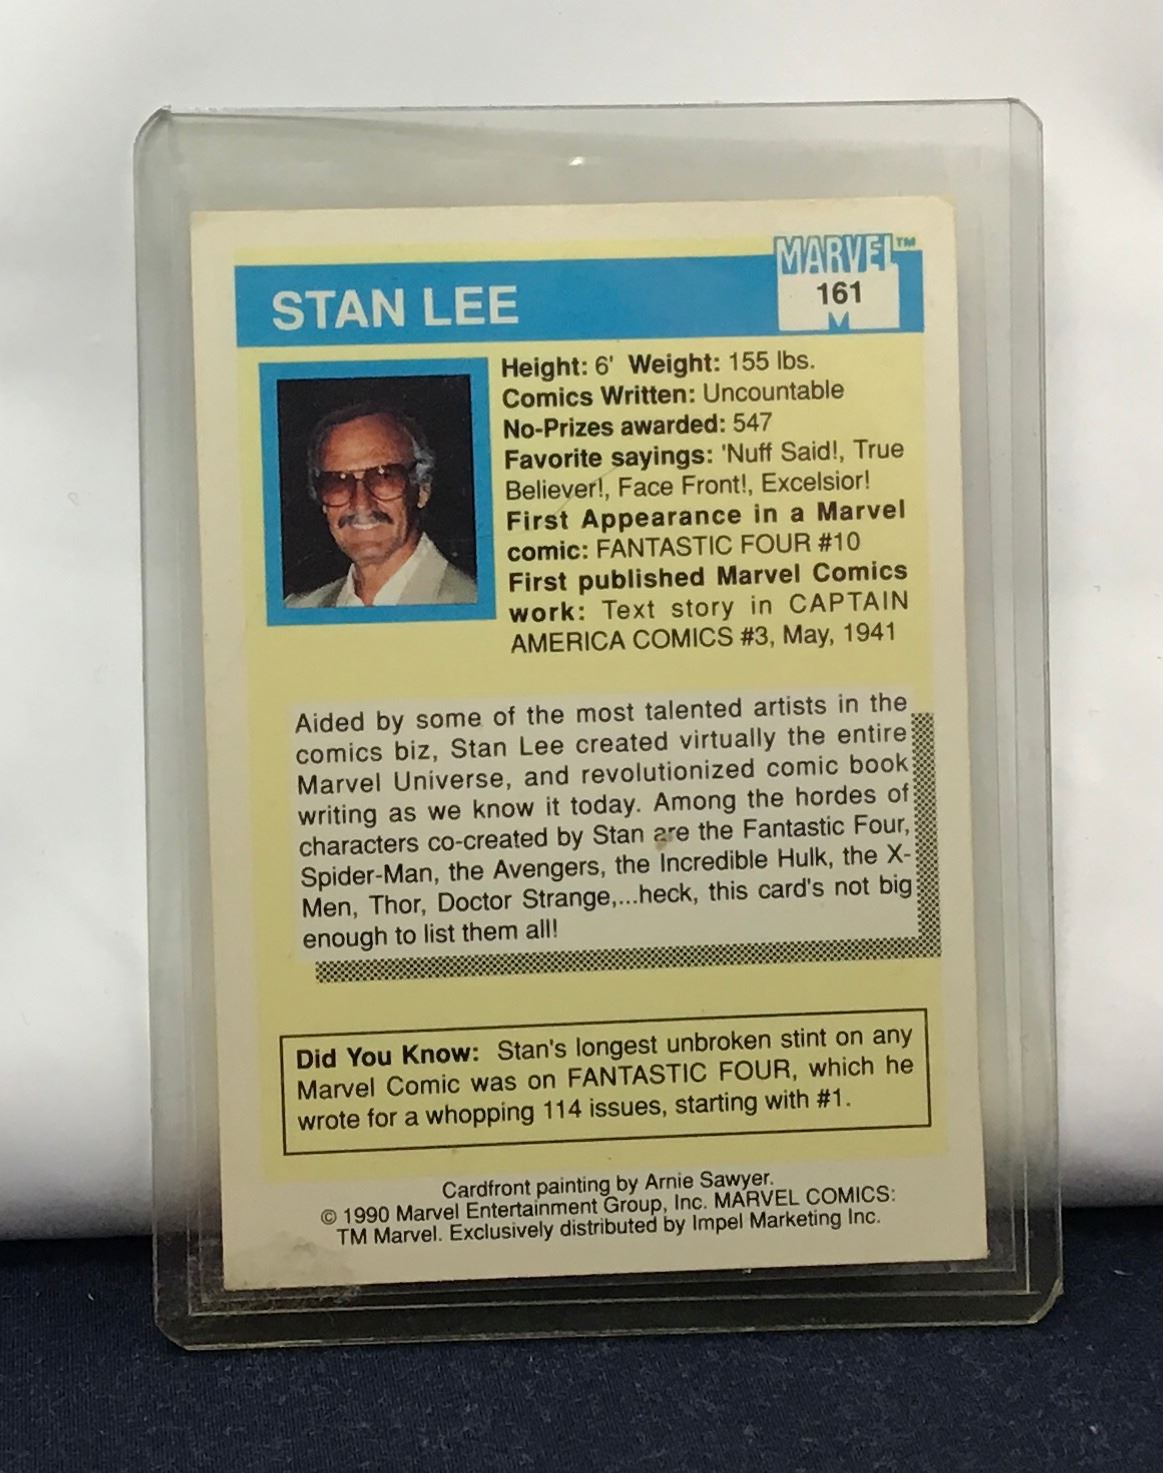 MARVEL™
161
STAN LEE
Height: 6' Weight: 155 lbs.
Comics Written: Uncountable
No-Prizes awarded: 547
Favorite sayings: 'Nuff Said!, True
Believer!, Face Front!, Excelsior!
First Appearance in a Marvel
comic: FANTASTIC FOUR #10
First published Marvel Comics
work: Text story in CAPTAIN
AMERICA COMICS #3, May, 1941
Aided by some of the most talented artists in the
comics biz, Stan Lee created virtually the entire
Marvel Universe, and revolutionized comic book
writing as we know it today. Among the hordes of
characters co-created by Stan are the Fantastic Four,
Spider-Man, the Avengers, the Incredible Hulk, the X-
Men, Thor, Doctor Strange,...heck, this card's not big
enough to list them all!
Did You Know: Stan's longest unbroken stint on any
Marvel Comic was on FANTASTIC FOUR, which he
wrote for a whopping 114 issues, starting with #1.
Cardfront painting by Arnie Sawyer.
© 1990 Marvel Entertainment Group, Inc. MARVEL COMICS:
TM Marvel. Exclusively distributed by Impel Marketing Inc.